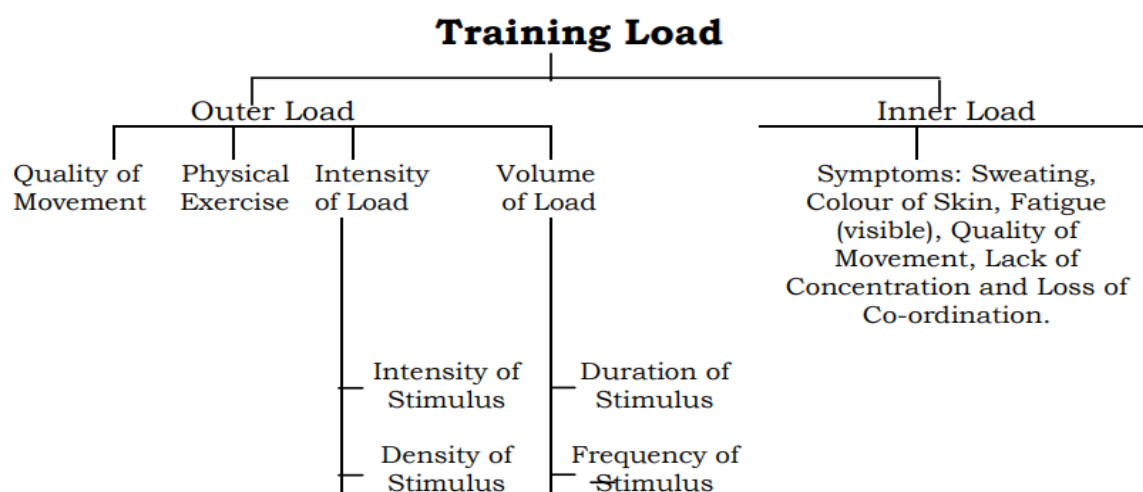 Training Load
Outer Load
Inner Load
Quality of
Movement
Physical
Exercise
Intensity
of Load
Volume
of Load
Symptoms: Sweating,
Colour of Skin, Fatigue
(visible), Quality of
Movement, Lack of
Concentration and Loss of
Co-ordination.
Intensity of
Stimulus
Duration of
Stimulus
Density of
Stimulus
Frequency of
Stimulus